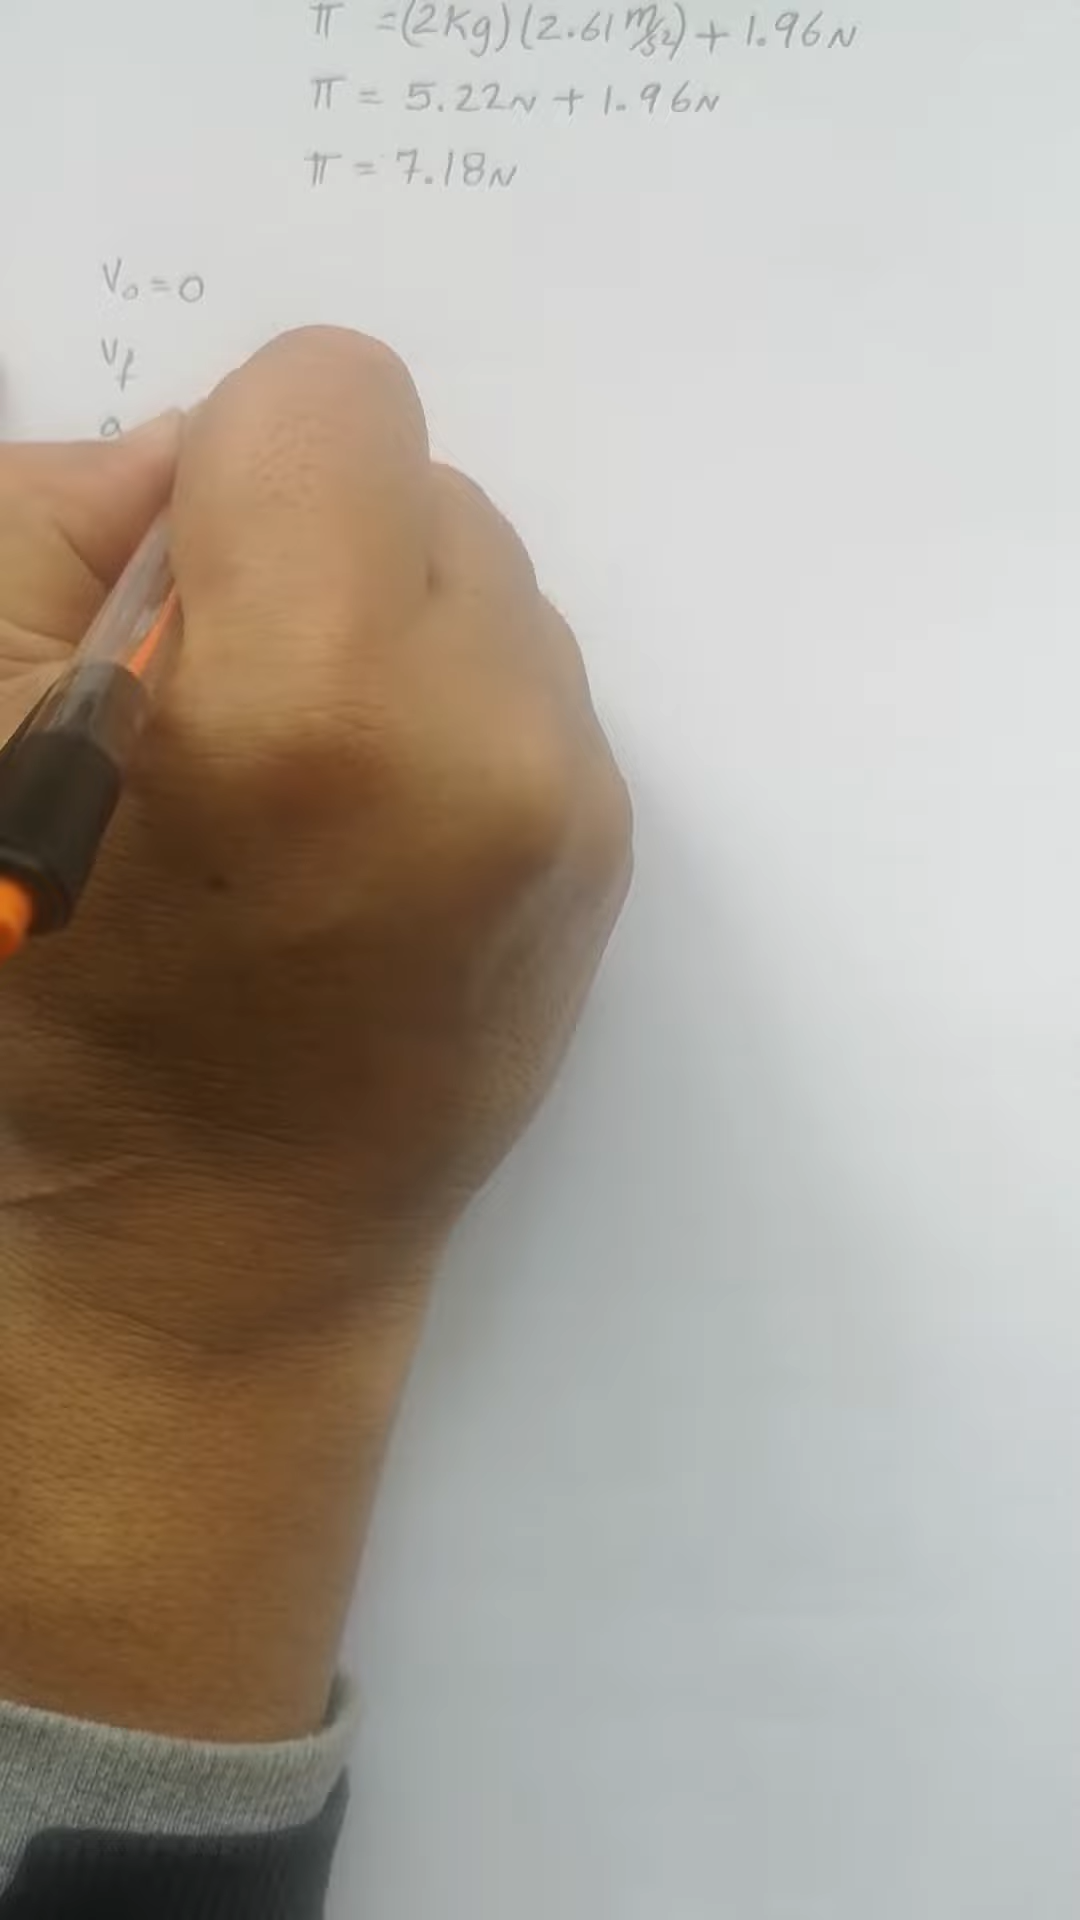 π = (2Kg)(2.61 m/s²) + 1.96N
π = 5.22N + 1.96N
π = 7.18N
V₀ = 0
Vf
a